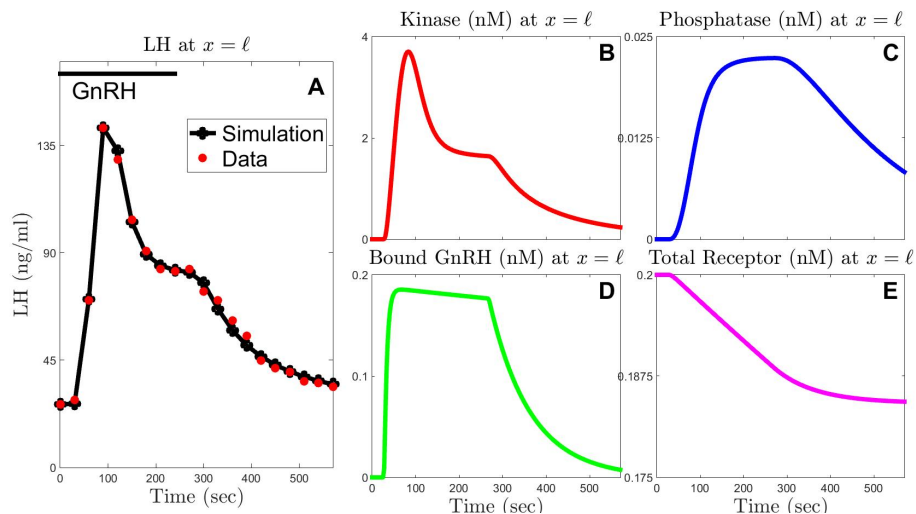 LH at x = ℓ
GnRH
A
Simulation
Data
135
90
45
0
LH (ng/ml)
0 100 200 300 400 500
Time (sec)
Kinase (nM) at x = ℓ
B
4
2
0
Phosphatase (nM) at x = ℓ
C
0.025
0.0125
0
Bound GnRH (nM) at x = ℓ
D
0.2
0.1
0
0 100 200 300 400 500
Time (sec)
Total Receptor (nM) at x = ℓ
E
0.2
0.1875
0.175
0 100 200 300 400 500
Time (sec)